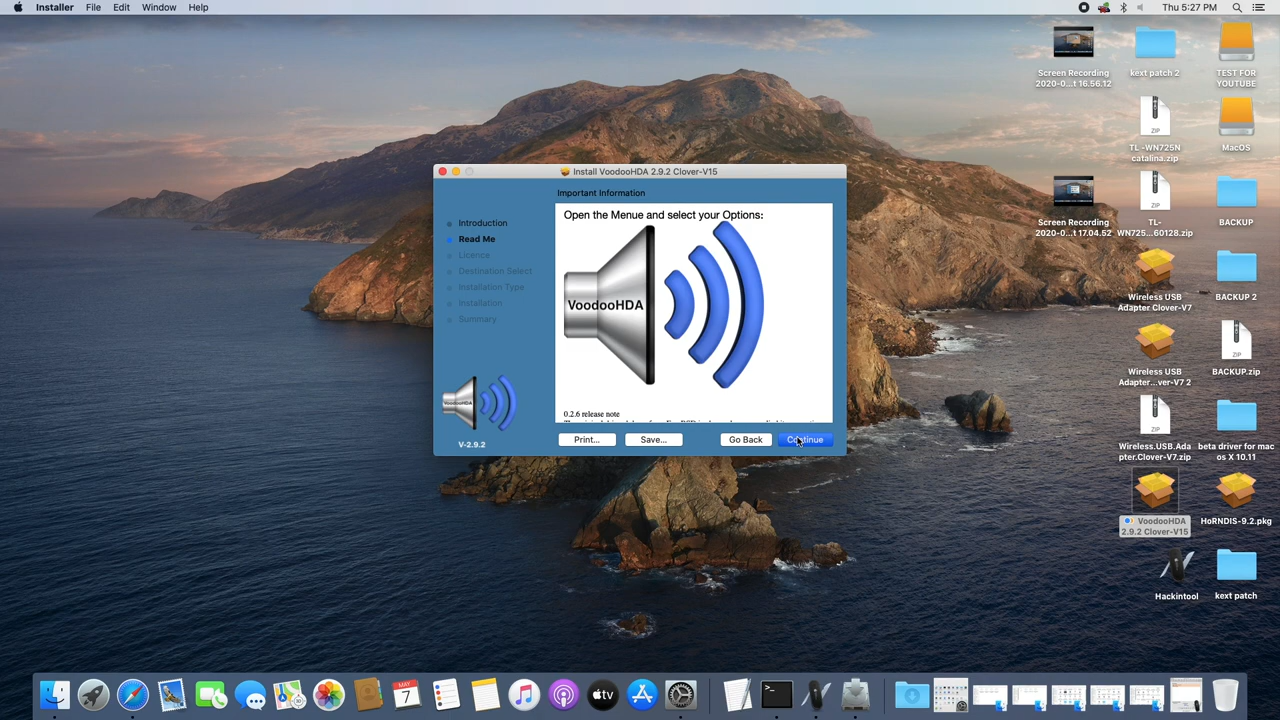 Installer File Edit Window Help
Thu 5:27 PM
Screen Recording
2020-0...t 16.56.12
kext patch 2
TEST FOR
YOUTUBE
ZIP
TL -WN725N
catalina.zip
MacOS
Screen Recording
2020-0...t 17.04.52
ZIP
TL-
WN725...60128.zip
BACKUP
Wireless USB
Adapter Clover-V7
BACKUP 2
Wireless USB
Adapter...ver-V7 2
ZIP
BACKUP.zip
ZIP
Wireless.USB.Ada
pter.Clover-V7.zip
beta driver for mac
os X 10.11
VoodooHDA
2.9.2 Clover-V15
HoRNDIS-9.2.pkg
Hackintool
kext patch
Install VoodooHDA 2.9.2 Clover-V15
Important Information
Introduction
Read Me
Licence
Destination Select
Installation Type
Installation
Summary
VoodooHDA
V-2.9.2
Open the Menue and select your Options:
VoodooHDA
0.2.6 release note
Print...
Save...
Go Back
Continue
MAY
7
tv